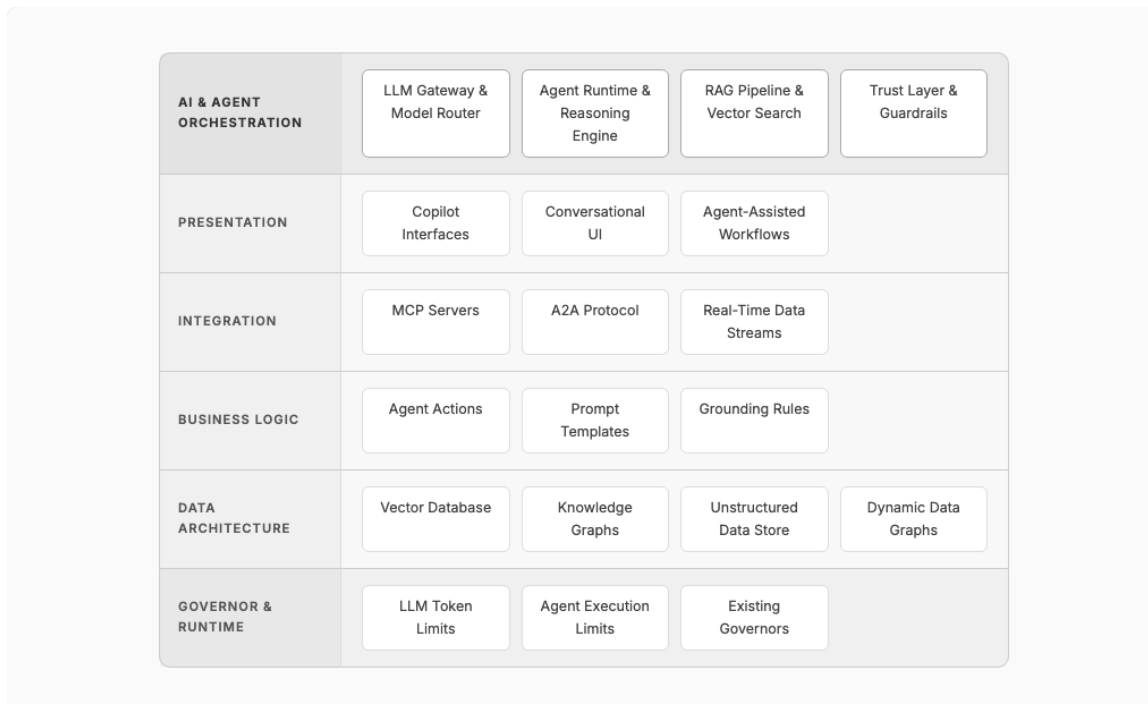 AI & AGENT
ORCHESTRATION
LLM Gateway &
Model Router
Agent Runtime &
Reasoning
Engine
RAG Pipeline &
Vector Search
Trust Layer &
Guardrails
PRESENTATION
Copilot
Interfaces
Conversational
UI
Agent-Assisted
Workflows
INTEGRATION
MCP Servers
A2A Protocol
Real-Time Data
Streams
BUSINESS LOGIC
Agent Actions
Prompt
Templates
Grounding Rules
DATA
ARCHITECTURE
Vector Database
Knowledge
Graphs
Unstructured
Data Store
Dynamic Data
Graphs
GOVERNOR &
RUNTIME
LLM Token
Limits
Agent Execution
Limits
Existing
Governors